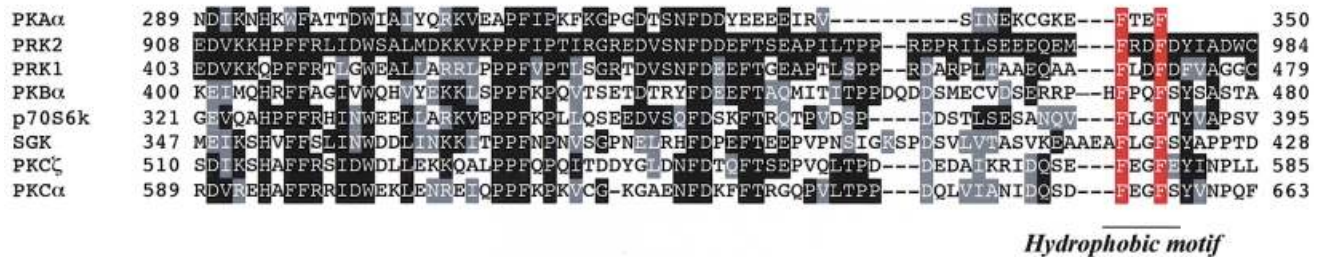 PKAα 289 NDIKNHKWFATTDWIAIYQRKVEAPFIPKFKGPGDTSNFDDYEEEEIRV----------SINEKCGKE---FTEF 350
PRK2 908 EDVKKHPFFRLIDWSALMDKKVKPPFIPTIRGREDVSNFDDEFTSEAPILTPP--REPRILSEEEQEM---FRDFDYIADWC 984
PRK1 403 EDVKKQPFFRTLGWEALLARRLPPPFVPTLSGRTDVSNFDEEFTGEAPTLSPP--RDARPLTAAEQAA---FLDFDFVAGGC 479
PKBα 400 KEIMQHRFFAGIVWQHVYEKKLSPPFKPQVTSETDTRYFDEEFTAQMITITPPDQDDSMECVDSERRP--HFPQFSYSASTA 480
p70S6k 321 GEVQAHPFFRHINWEELLARKVEPPFKPLLQSEEDVSQFDSKFTRQTPVDSP----DDSTLSESANQV---FLGFTYVAPSV 395
SGK 347 MEIKSHVFFSLINWDDLINKKITPPFNPNVSGPNELRHFDPEFTEEPVPNSIGKSPDSVLVTASVKEAAEAFLGFSYAPPTD 428
PKCζ 510 SDIKSHAFFRSIDWDLLEKKQALPPFQPQITDDYGLDNFDTQFTSEPVQLTPD---DEDAIKRIDQSE---FEGFEYINPLL 585
PKCα 589 RDVREHAFFRRIDWEKLENREIQPPFKPKVCG-KGAENFDKFFTRGQPVLTPP---DQLVIANIDQSD---FEGFSYVNPQF 663
Hydrophobic motif